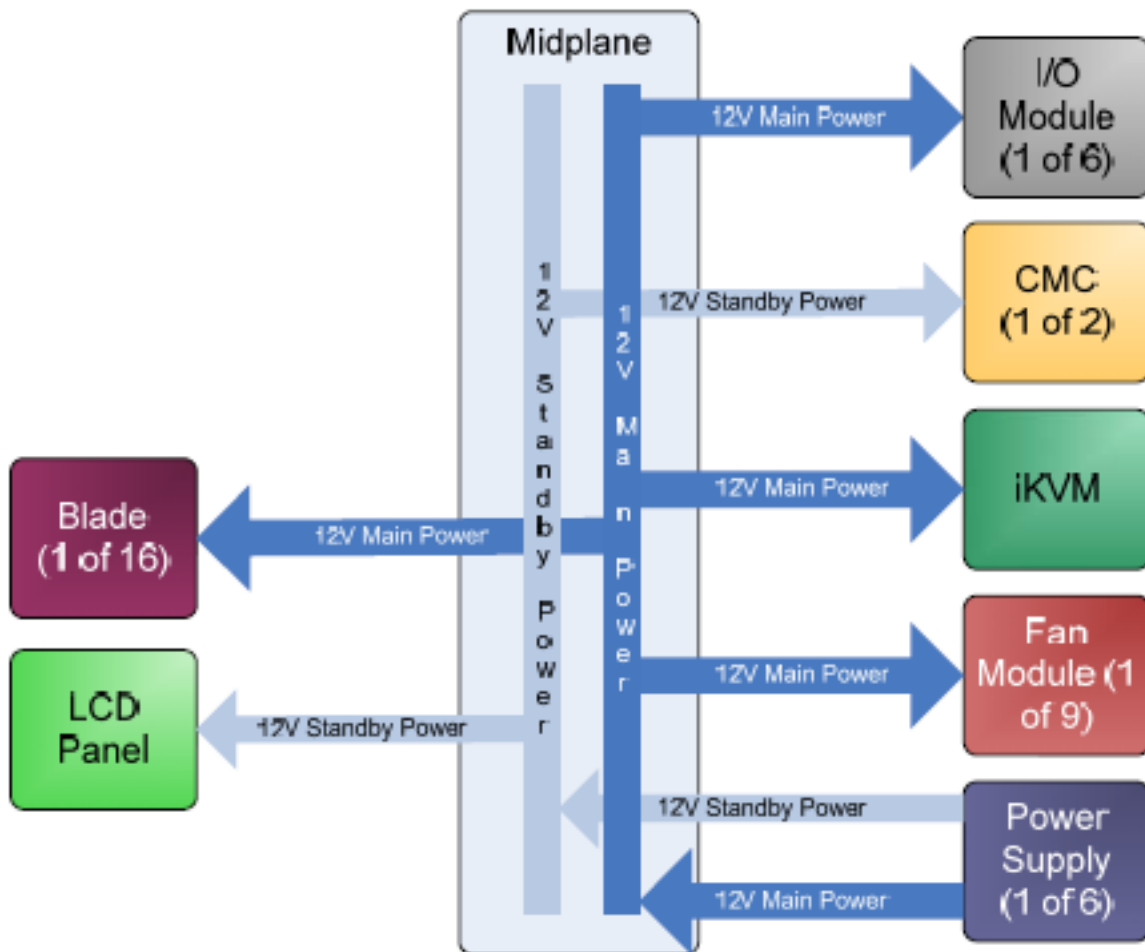 Midplane
I/O
Module
(1 of 6)
12V Main Power
CMC
(1 of 2)
12V Standby Power
12V Standby Power
12V Main Power
iKVM
12V Main Power
Blade
(1 of 16)
12V Main Power
Fan
Module (1
of 9)
12V Main Power
LCD
Panel
12V Standby Power
Power
Supply
(1 of 6)
12V Standby Power
12V Main Power